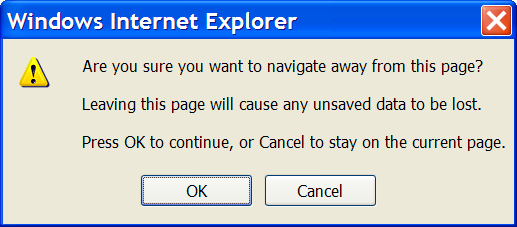 Windows Internet Explorer
Are you sure you want to navigate away from this page?
Leaving this page will cause any unsaved data to be lost.
Press OK to continue, or Cancel to stay on the current page.
OK
Cancel